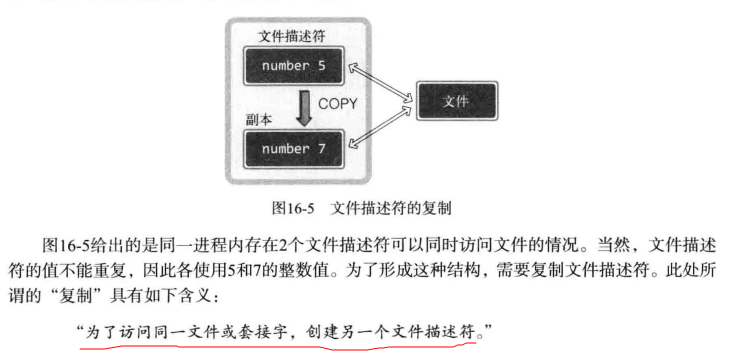 文件描述符
number 5
COPY
文件
副本
number 7
图16-5 文件描述符的复制
图16-5给出的是同一进程内存在2个文件描述符可以同时访问文件的情况。当然，文件描述
符的值不能重复，因此各使用5和7的整数值。为了形成这种结构，需要复制文件描述符。此处所
谓的“复制”具有如下含义：
“为了访问同一文件或套接字，创建另一个文件描述符。”